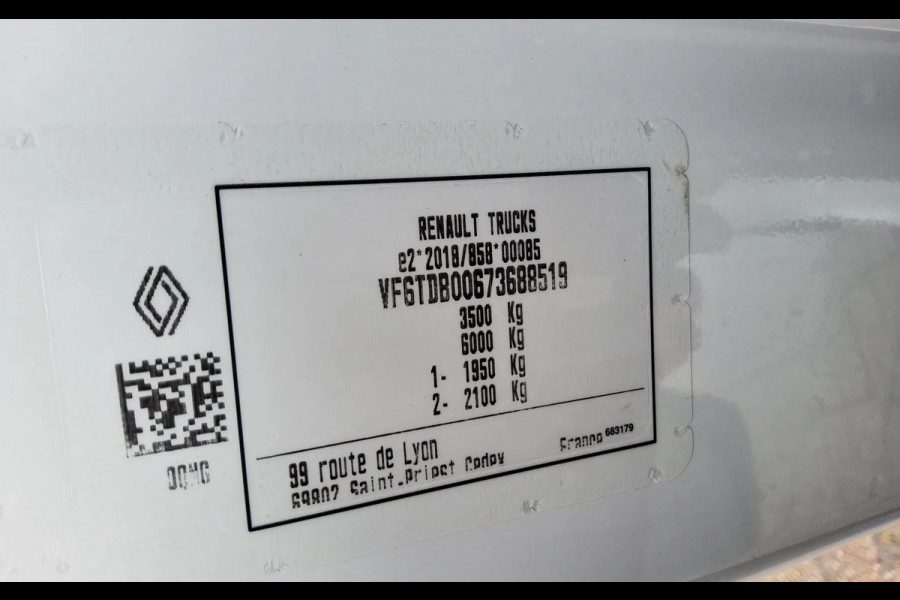 RENAULT TRUCKS
e2*2018/858*00085
VF6TDB00673688519
3500 Kg
6000 Kg
1- 1950 Kg
2- 2100 Kg
99 route de Lyon
69802 Saint-Priest Cedex
France 683179